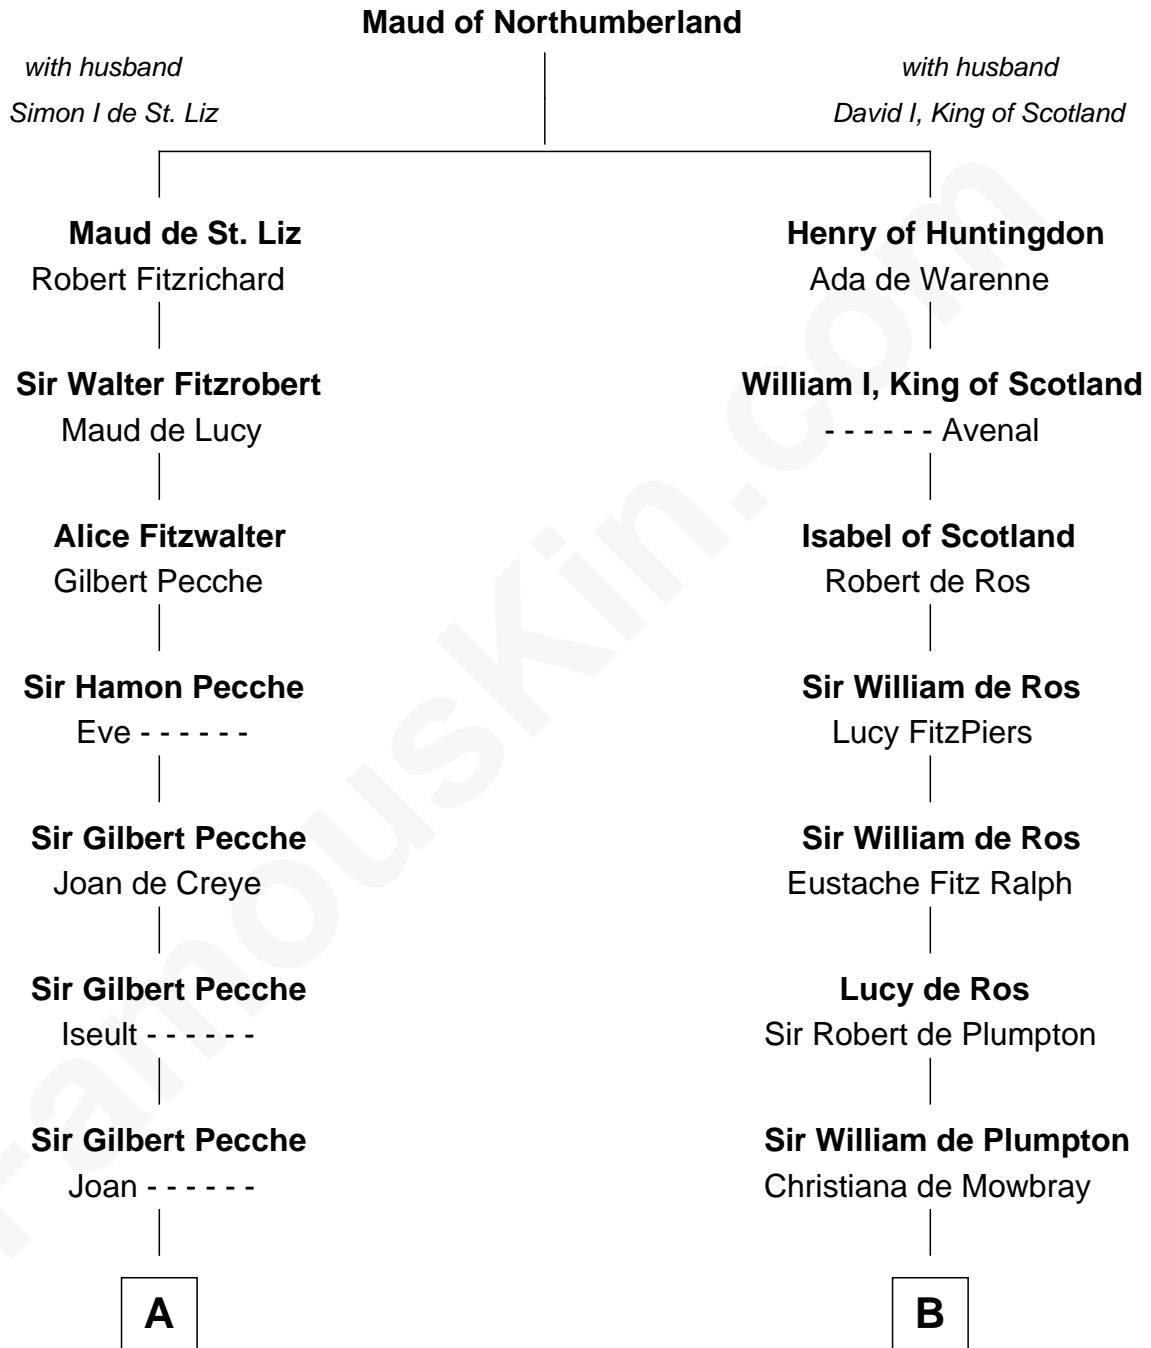 Maud of Northumberland
with husband
Simon I de St. Liz
with husband
David I, King of Scotland
Maud de St. Liz
Robert Fitzrichard
Henry of Huntingdon
Ada de Warenne
Sir Walter Fitzrobert
Maud de Lucy
William I, King of Scotland
- - - - - - Avenal
Alice Fitzwalter
Gilbert Pecche
Isabel of Scotland
Robert de Ros
Sir Hamon Pecche
Eve - - - - - -
Sir William de Ros
Lucy FitzPiers
Sir Gilbert Pecche
Joan de Creye
Sir William de Ros
Eustache Fitz Ralph
Sir Gilbert Pecche
Iseult - - - - - -
Lucy de Ros
Sir Robert de Plumpton
Sir Gilbert Pecche
Joan - - - - - -
Sir William de Plumpton
Christiana de Mowbray
A
B
FamousKin.com